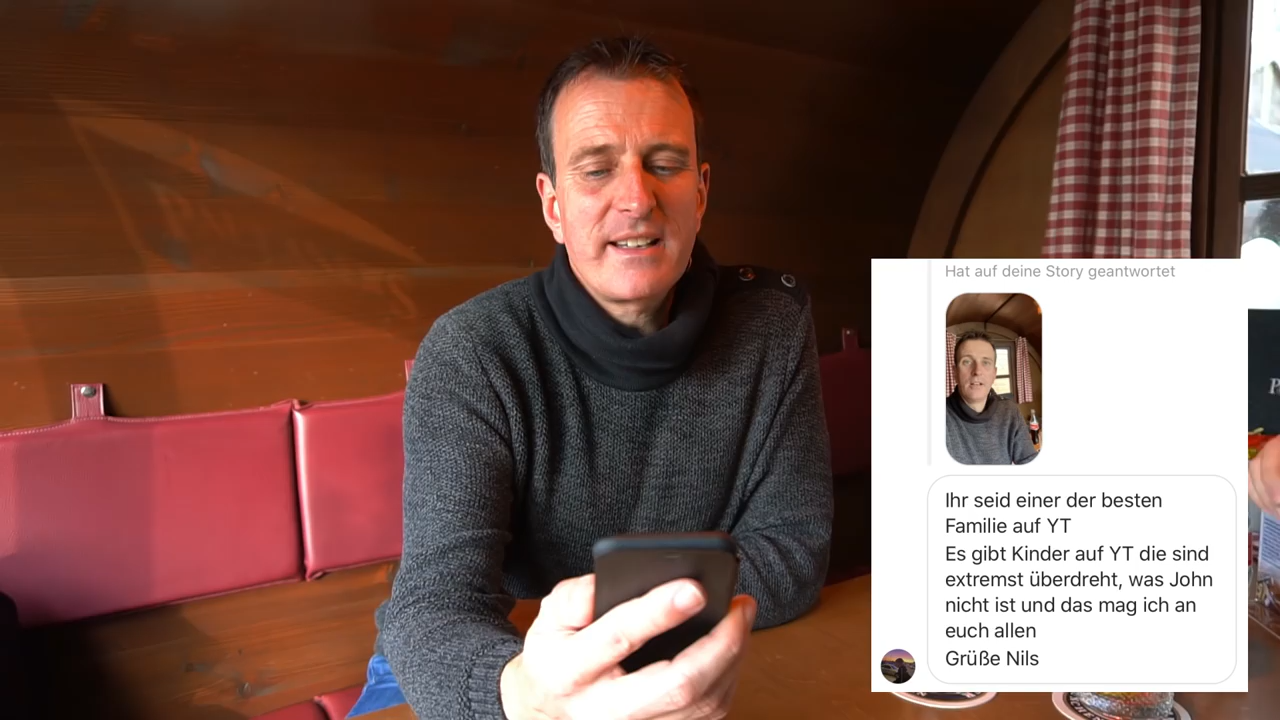 Hat auf deine Story geantwortet
Ihr seid einer der besten
Familie auf YT
Es gibt Kinder auf YT die sind
extremst überdreht, was John
nicht ist und das mag ich an
euch allen
Grüße Nils